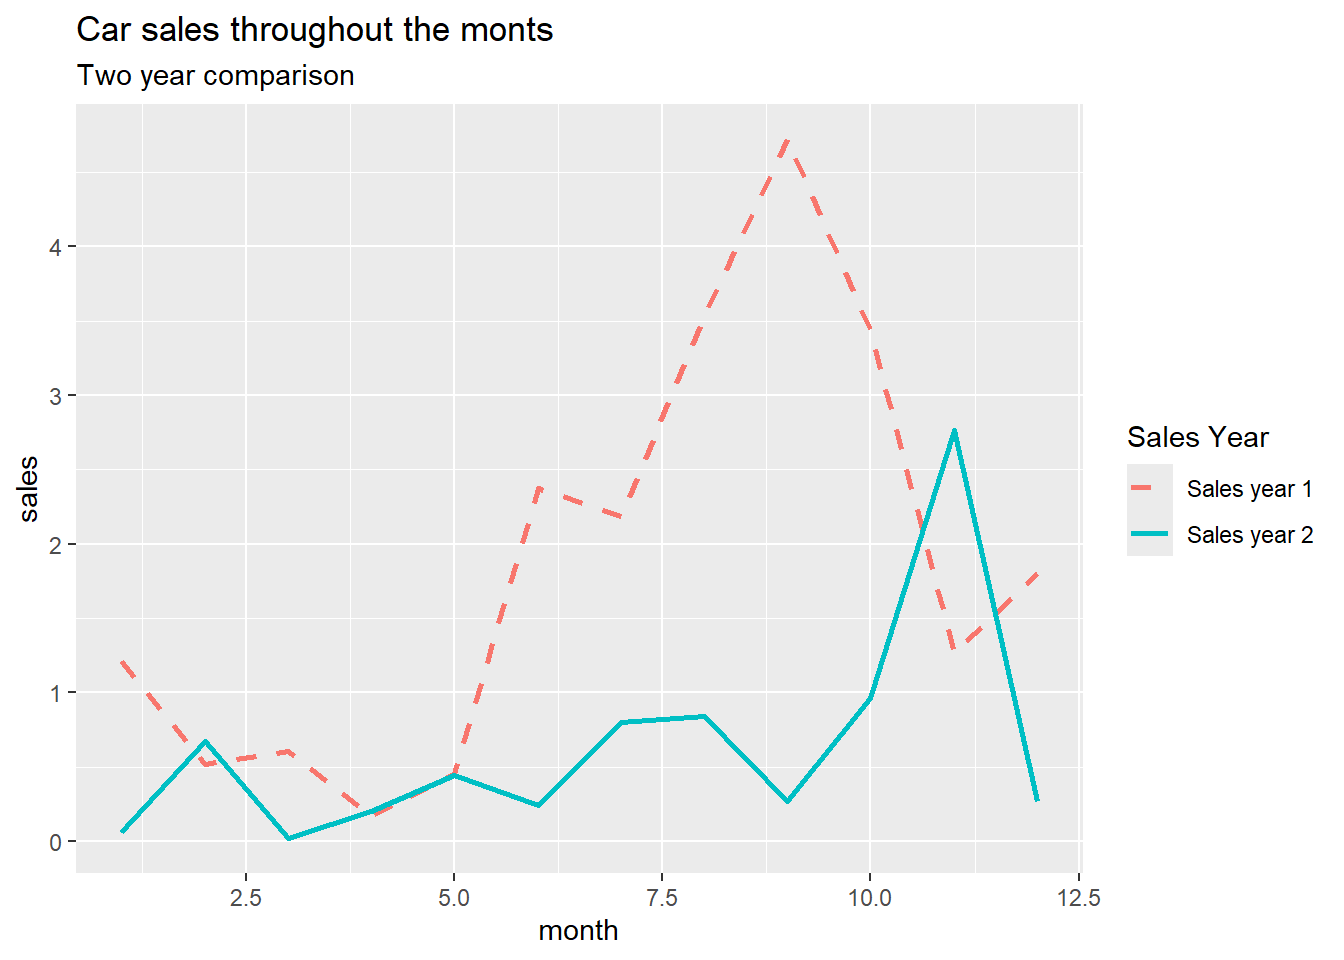 Car sales throughout the monts
Two year comparison
4
3
2
1
0
sales
2.5
5.0
7.5
10.0
12.5
month
Sales Year
Sales year 1
Sales year 2